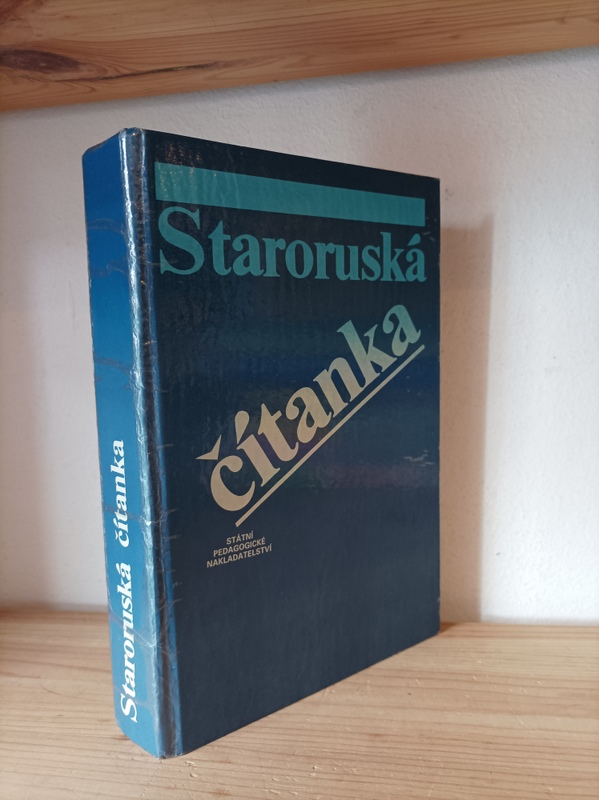 Staroruská
čítanka
STÁTNÍ
PEDAGOGICKÉ
NAKLADATELSTVÍ
Staroruská čítanka